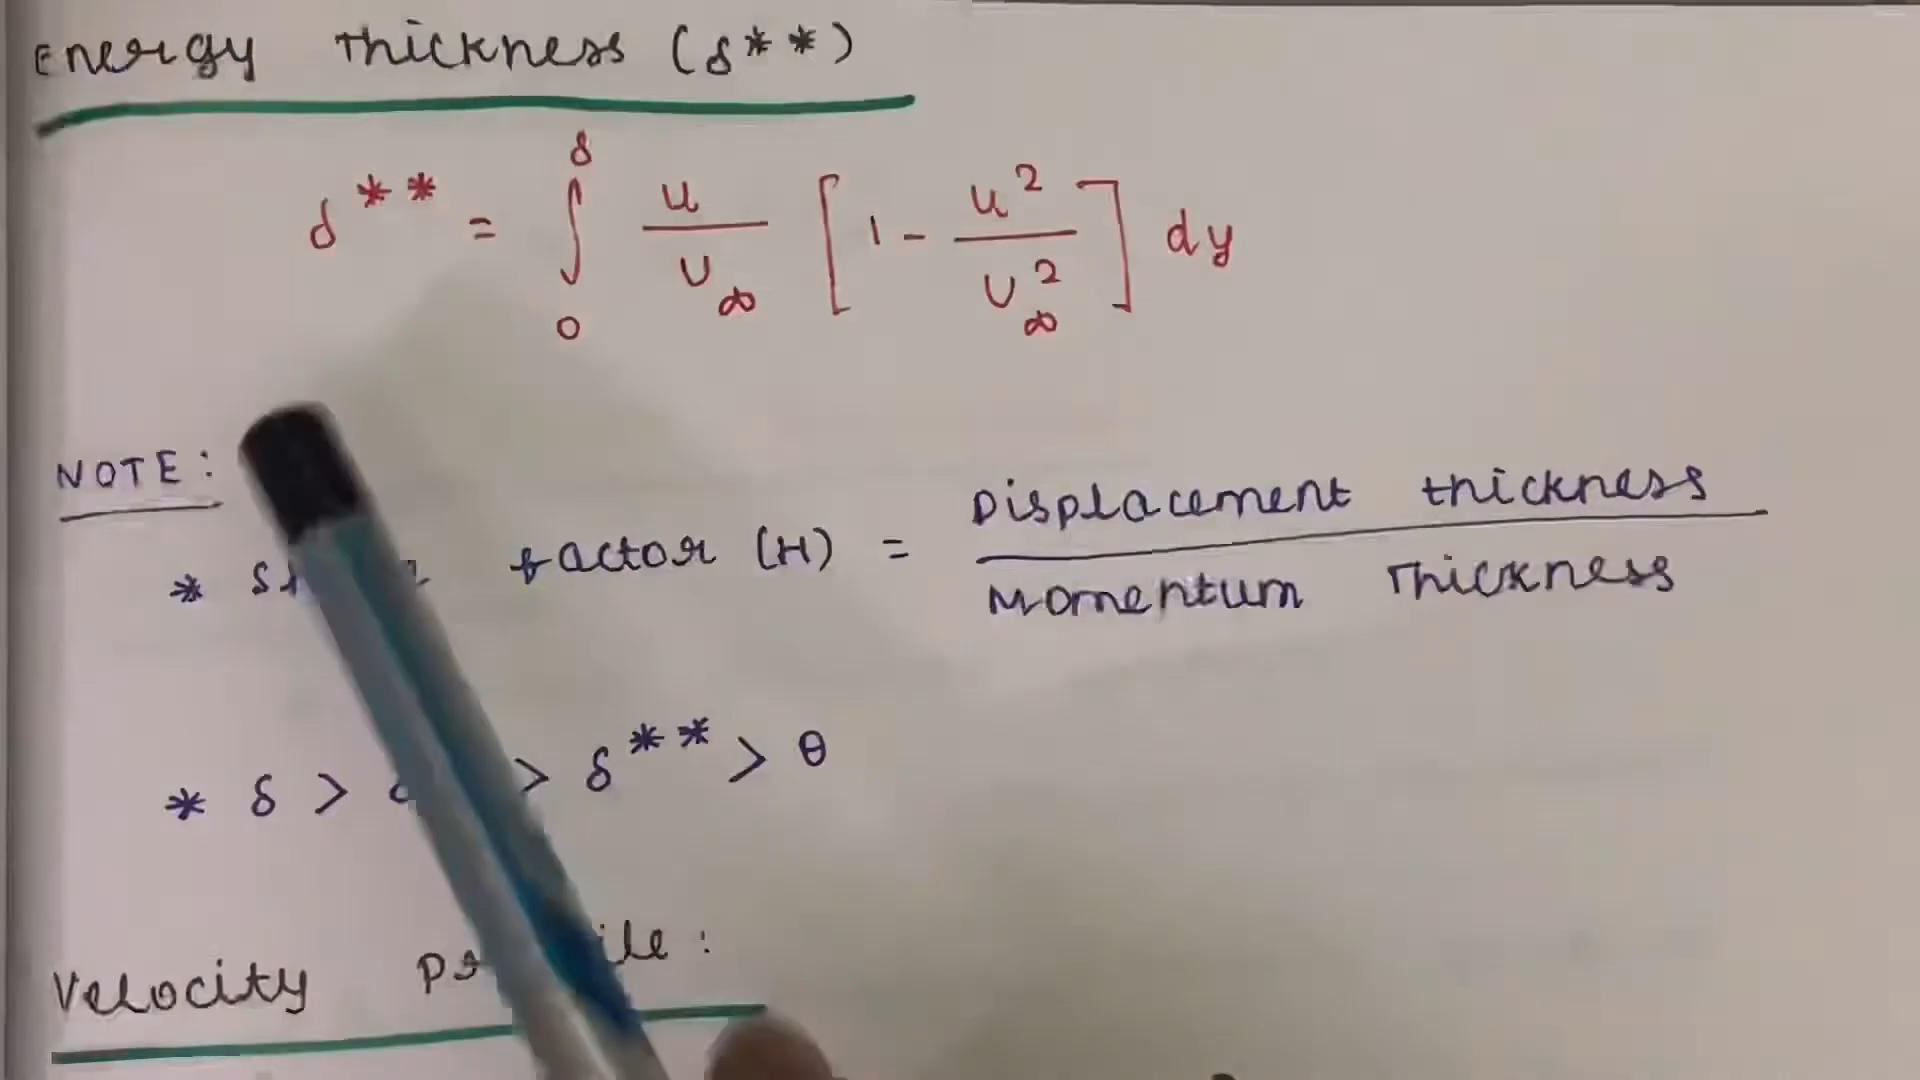 Energy Thickness (δ**)
δ** = ∫₀^δ u/U∞ [1 - u²/U∞²] dy
NOTE:
* factor (H) = Displacement thickness / Momentum Thickness
* δ > > δ** > θ
Velocity :